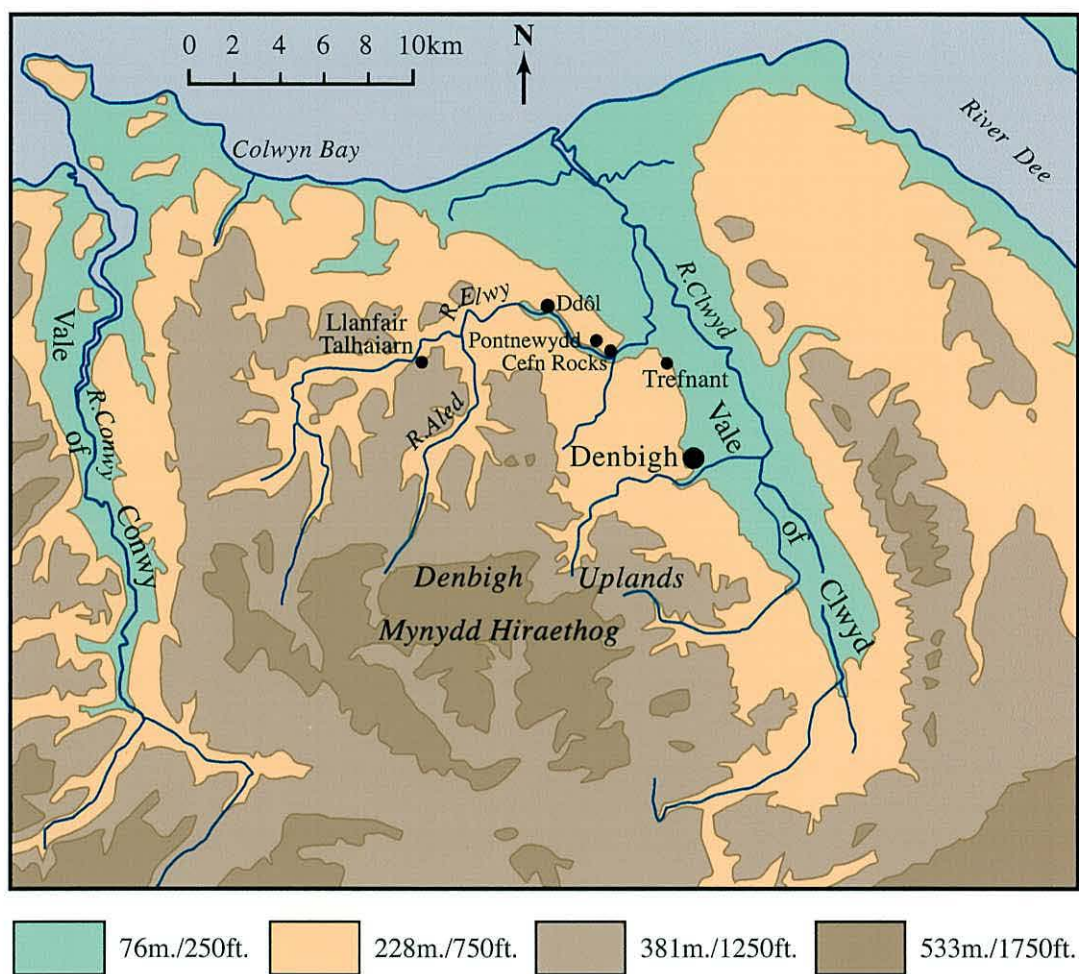 0 2 4 6 8 10km
N
River Dee
Colwyn Bay
R.Clwyd
R.Elwy
Ddôl
Llanfair
Talhaiarn
Pontnewydd
Cefn Rocks
Trefnant
Vale
of
Conwy
R.Conwy
R.Aled
Denbigh
Vale
of
Clwyd
Denbigh Uplands
Mynydd Hiraethog
76m./250ft.
228m./750ft.
381m./1250ft.
533m./1750ft.